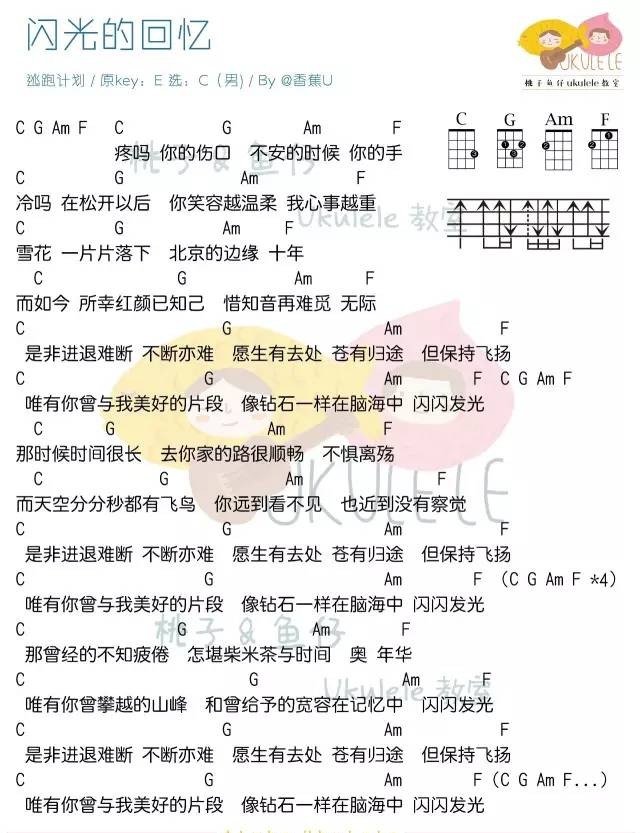 闪光的回忆
逃跑计划 / 原key: E 选: C (男) / By @香蕉U
UKULELE
桃子鱼仔ukulele教室
C G Am F
C G Am F
C G Am F
疼吗 你的伤口 不安的时候 你的手
C G Am F
冷吗 在松开以后 你笑容越温柔 我心事越重
C G Am F
雪花 一片片落下 北京的边缘 十年
C G Am F
而如今 所幸红颜已知己 惜知音再难觅 无际
C G Am F
是非进退难断 不断亦难 愿生有去处 苍有归途 但保持飞扬
C G Am F C G Am F
唯有你曾与我美好的片段 像钻石一样在脑海中 闪闪发光
C G Am F
那时候时间很长 去你家的路很顺畅 不惧离殇
C G Am F
而天空分分秒都有飞鸟 你远到看不见 也近到没有察觉
C G Am F
是非进退难断 不断亦难 愿生有去处 苍有归途 但保持飞扬
C G Am F (C G Am F *4)
唯有你曾与我美好的片段 像钻石一样在脑海中 闪闪发光
C G Am F
那曾经的不知疲倦 怎堪柴米茶与时间 奥 年华
C G Am F
唯有你曾攀越的山峰 和曾给予的宽容在记忆中 闪闪发光
C G Am F
是非进退难断 不断亦难 愿生有去处 苍有归途 但保持飞扬
C G Am F (C G Am F...)
唯有你曾与我美好的片段 像钻石一样在脑海中 闪闪发光
桃子&鱼仔
Ukulele 教室
UKULELE
桃子&鱼仔
Ukulele 教室